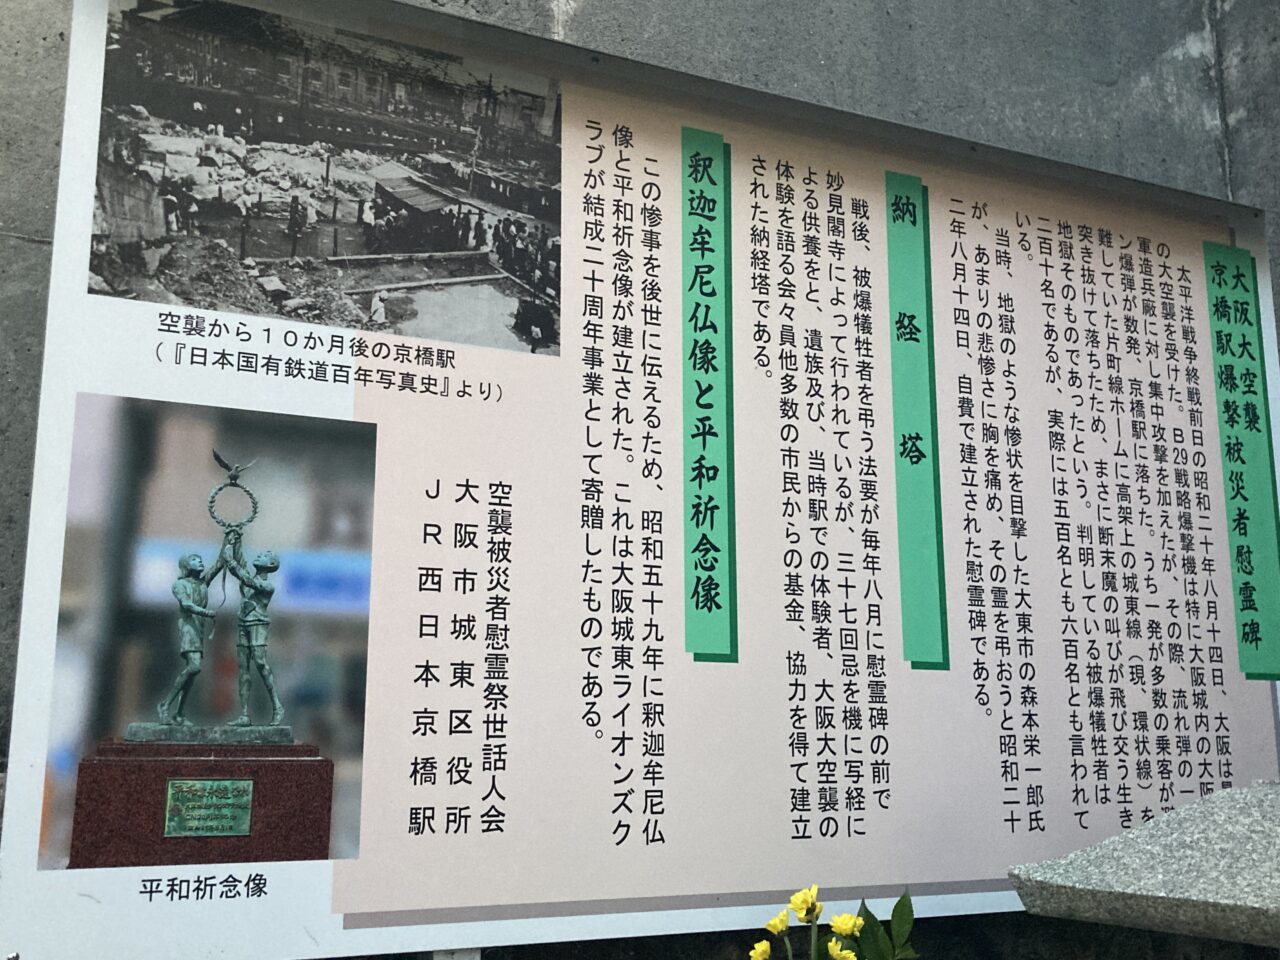 大阪大空襲
京橋駅爆撃被災者慰霊碑
太平洋戦争終戦前日の昭和二十年八月十四日、大阪は
の大空襲を受けた。B29戦略爆撃機は特に大阪城内の大阪
軍造兵廠に対し集中攻撃を加えたが、その際、流れ弾の一
ン爆弾が数発、京橋駅に落ちた。うち一発が多数の乗客が
難していた片町線ホームに高架上の城東線(現、環状線)を
突き抜けて落ちたため、まさに断末魔の叫びが飛び交う生き
地獄そのものであったという。判明している被爆犠牲者は
二百十名であるが、実際には五百名とも六百名とも言われて
いる。
当時、地獄のような惨状を目撃した大東市の森本栄一郎氏
が、あまりの悲惨さに胸を痛め、その霊を弔おうと昭和二十
二年八月十四日、自費で建立された慰霊碑である。
納経塔
戦後、被爆犠牲者を弔う法要が毎年八月に慰霊碑の前で
妙見閣寺によって行われているが、三十七回忌を機に写経に
よる供養をと、遺族及び、当時駅での体験者、大阪大空襲の
体験を語る会々員他多数の市民からの基金、協力を得て建立
された納経塔である。
釈迦牟尼仏像と平和祈念像
この惨事を後世に伝えるため、昭和五十九年に釈迦牟尼仏
像と平和祈念像が建立された。これは大阪城東ライオンズク
ラブが結成二十周年事業として寄贈したものである。
空襲被災者慰霊祭世話人会
大阪市城東区役所
JR西日本京橋駅
空襲から10か月後の京橋駅
(『日本国有鉄道百年写真史』より)
平和祈念像